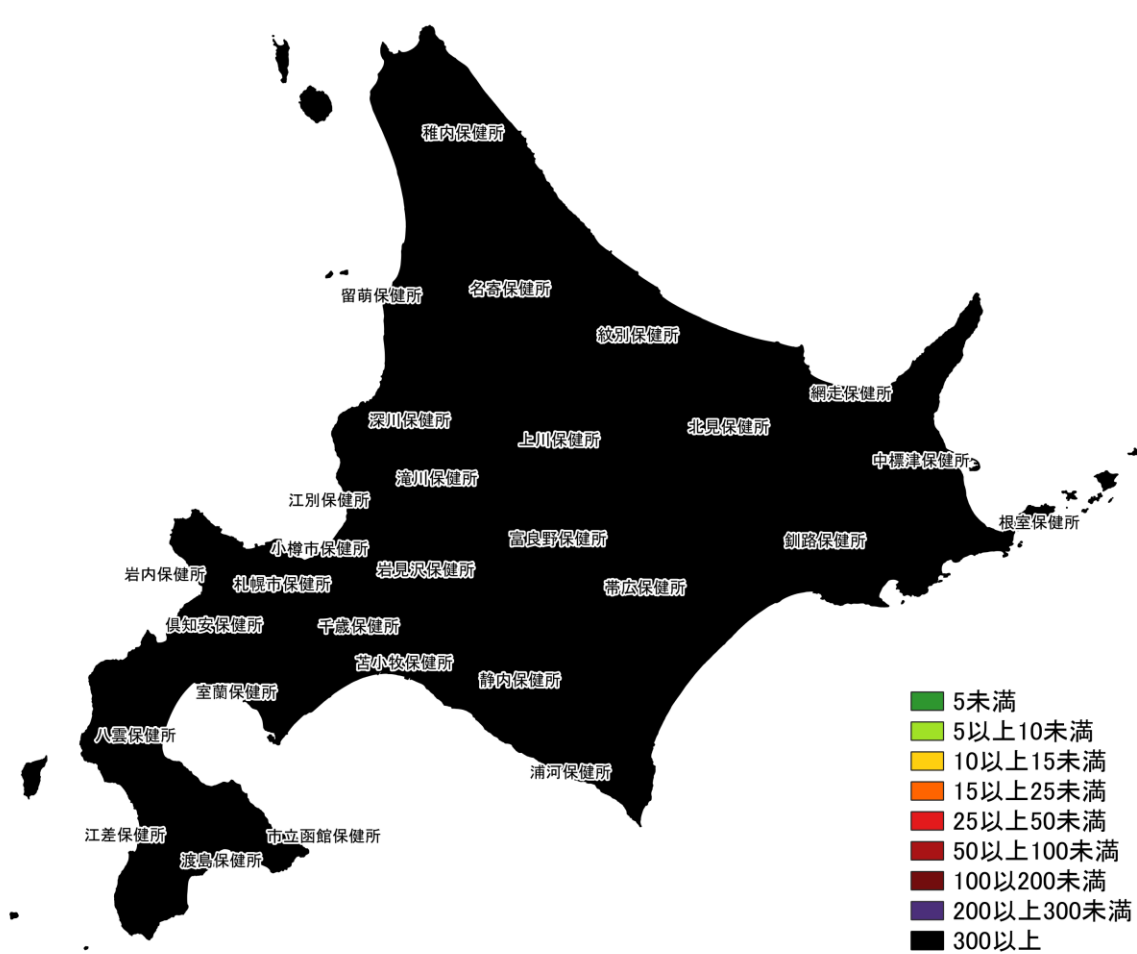 稚内保健所
名寄保健所
留萌保健所
紋別保健所
網走保健所
深川保健所
北見保健所
上川保健所
中標津保健所
滝川保健所
江別保健所
根室保健所
富良野保健所
釧路保健所
小樽市保健所
岩見沢保健所
岩内保健所
札幌市保健所
帯広保健所
倶知安保健所
千歳保健所
苫小牧保健所
静内保健所
室蘭保健所
八雲保健所
浦河保健所
江差保健所
市立函館保健所
渡島保健所
5未満
5以上10未満
10以上15未満
15以上25未満
25以上50未満
50以上100未満
100以200未満
200以上300未満
300以上